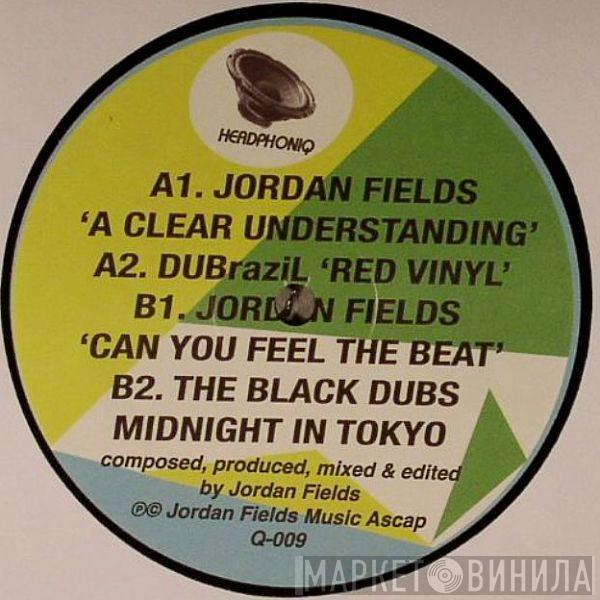 HEADPHONIQ
A1. JORDAN FIELDS
‘A CLEAR UNDERSTANDING’
A2. DUBraziL ‘RED VINYL’
B1. JORDAN FIELDS
‘CAN YOU FEEL THE BEAT’
B2. THE BLACK DUBS
MIDNIGHT IN TOKYO
composed, produced, mixed & edited
by Jordan Fields
℗© Jordan Fields Music Ascap
Q-009
МАРКЕТ ВИНИЛА